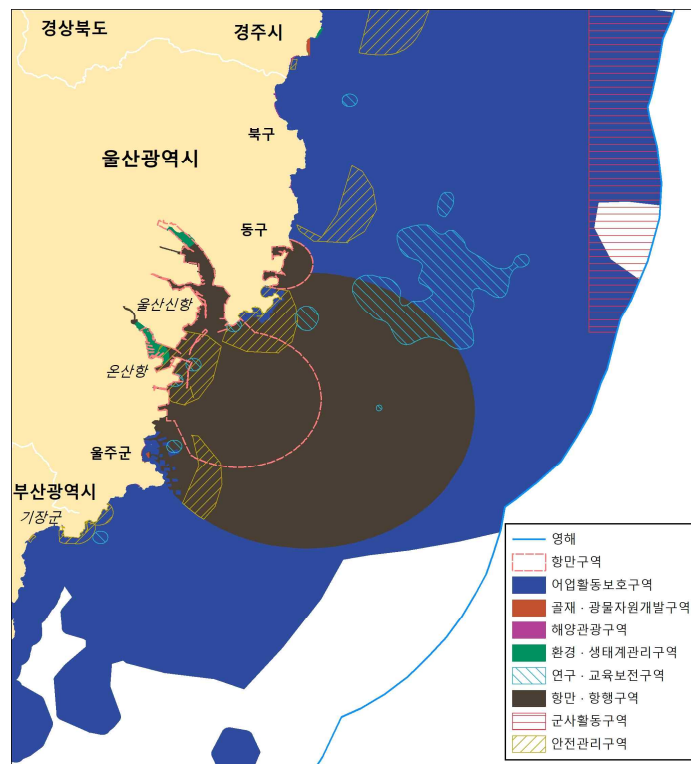 경상북도
경주시
북구
울산광역시
동구
울산신항
온산항
울주군
부산광역시
기장군
영해
항만구역
어업활동보호구역
골재 · 광물자원개발구역
해양관광구역
환경 · 생태계관리구역
연구 · 교육보전구역
항만 · 항행구역
군사활동구역
안전관리구역